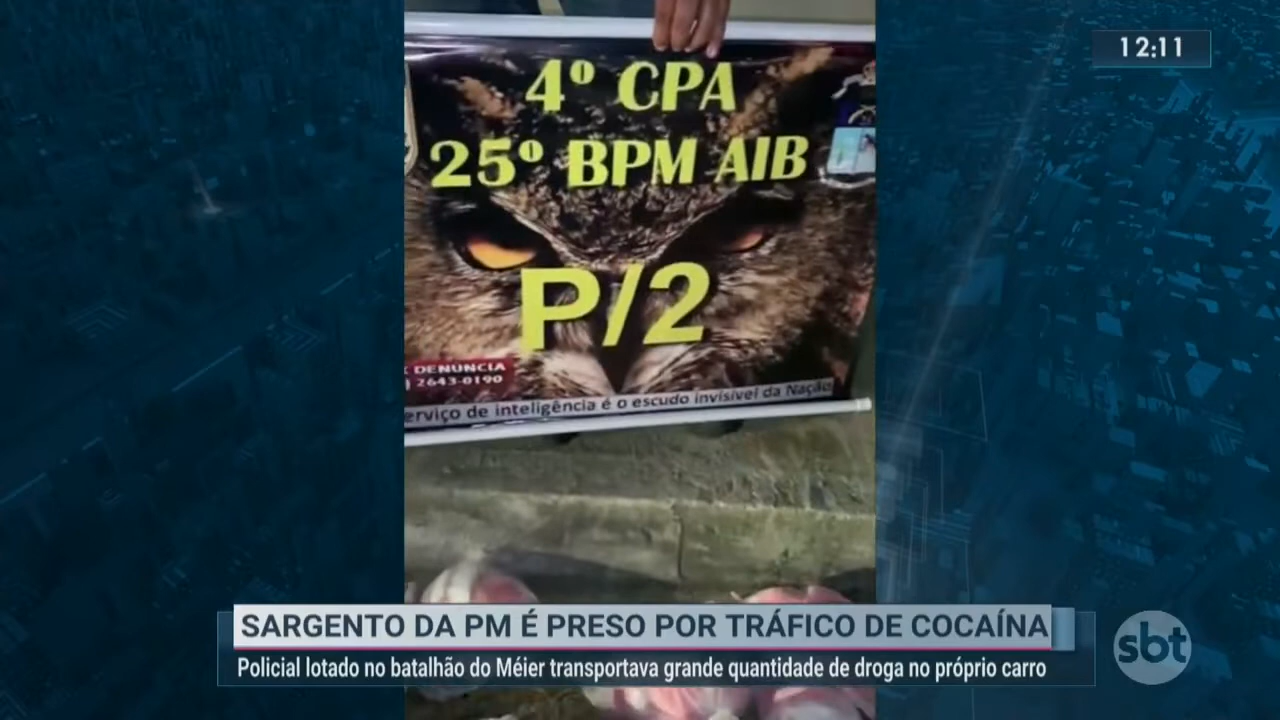 12:11
4º CPA
25º BPM AIB
P/2
DENÚNCIA
2643-0190
erviço de inteligência é o escudo invisível da Nação
SARGENTO DA PM É PRESO POR TRÁFICO DE COCAÍNA
Policial lotado no batalhão do Méier transportava grande quantidade de droga no próprio carro
sbt